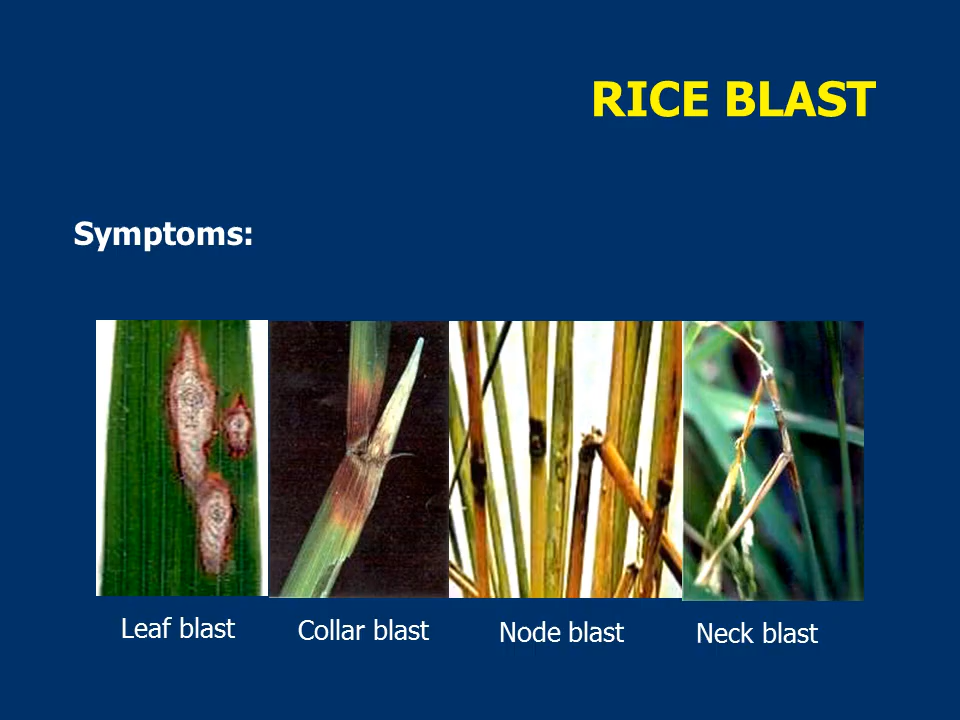 RICE BLAST
Symptoms:
Leaf blast
Collar blast
Node blast
Neck blast